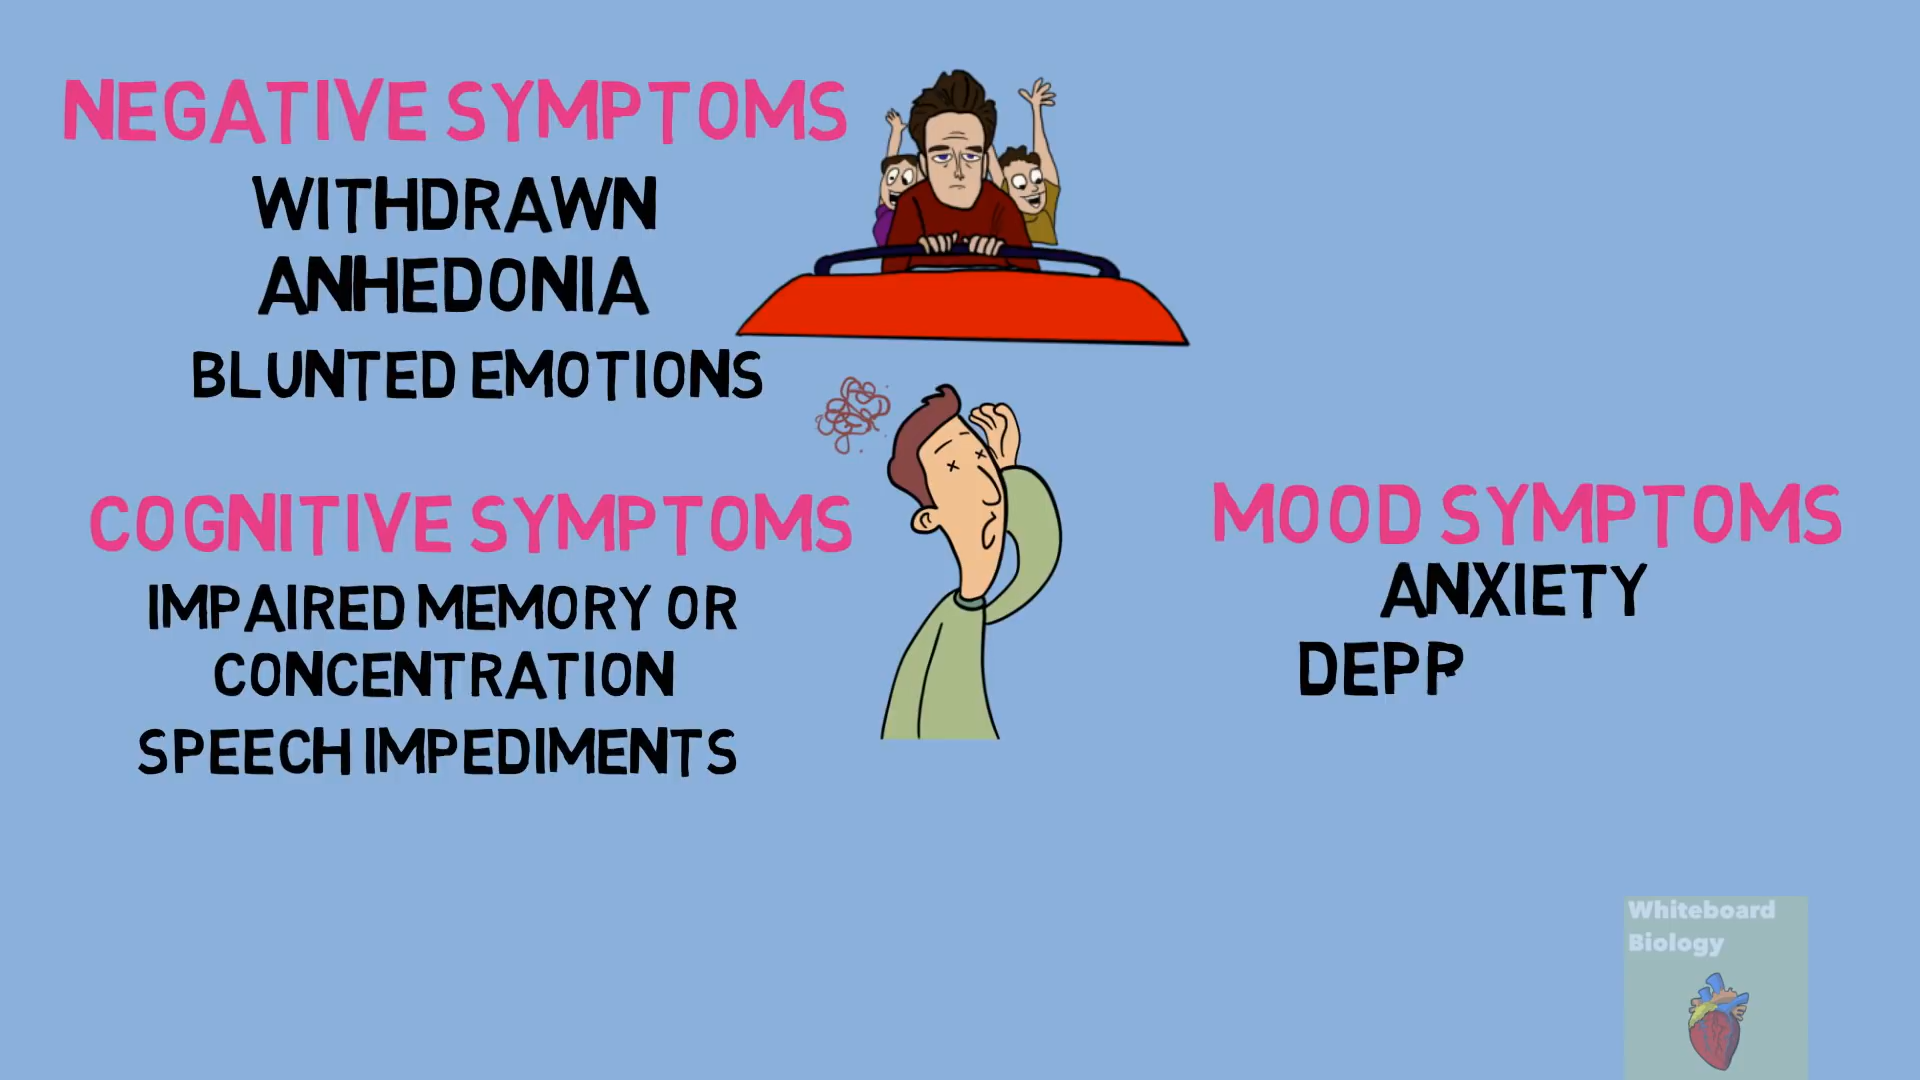 NEGATIVE SYMPTOMS
WITHDRAWN
ANHEDONIA
BLUNTED EMOTIONS
COGNITIVE SYMPTOMS
IMPAIRED MEMORY OR
CONCENTRATION
SPEECH IMPEDIMENTS
MOOD SYMPTOMS
ANXIETY
DEPR
Whiteboard
Biology